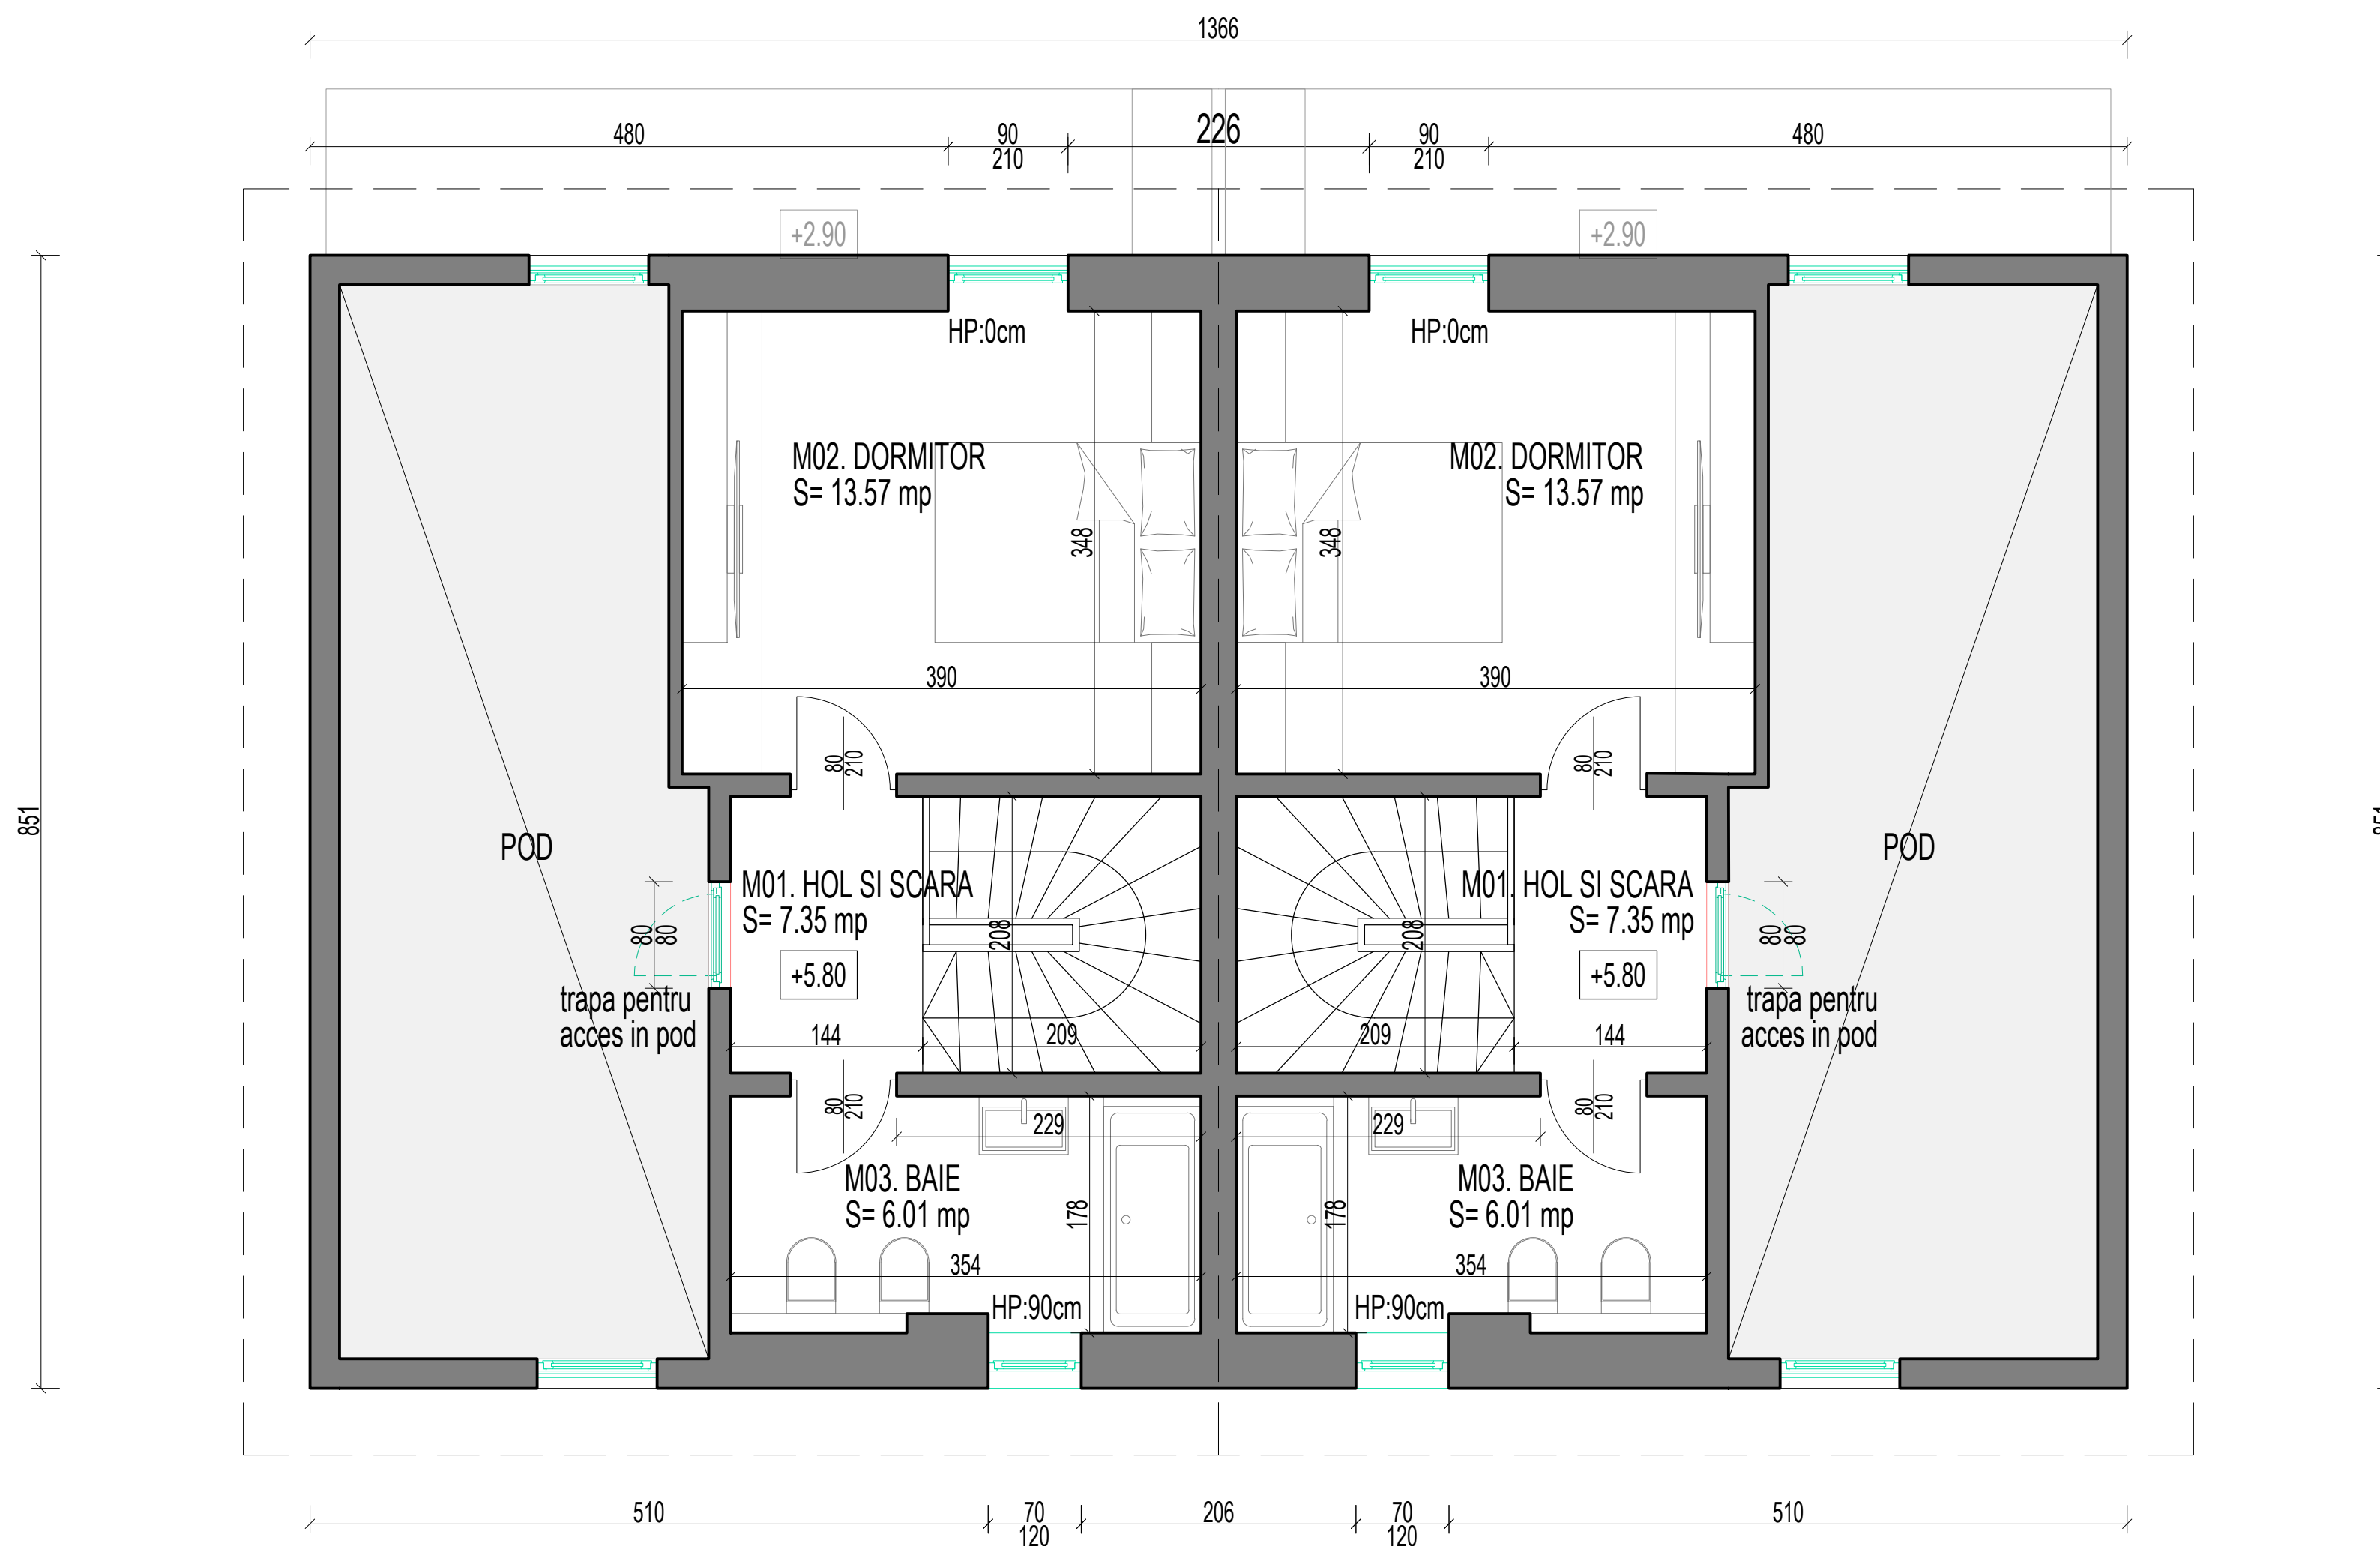 1366
480
90
210
226
90
210
480
+2.90
+2.90
HP:0cm
HP:0cm
M02. DORMITOR
S= 13.57 mp
M02. DORMITOR
S= 13.57 mp
348
348
390
390
80
210
80
210
851
POD
POD
M01. HOL SI SCARA
S= 7.35 mp
M01. HOL SI SCARA
S= 7.35 mp
80
80
208
208
80
80
+5.80
+5.80
trapa pentru
acces in pod
trapa pentru
acces in pod
144
209
209
144
80
210
80
210
229
229
M03. BAIE
S= 6.01 mp
M03. BAIE
S= 6.01 mp
178
178
354
354
HP:90cm
HP:90cm
510
70
120
206
70
120
510